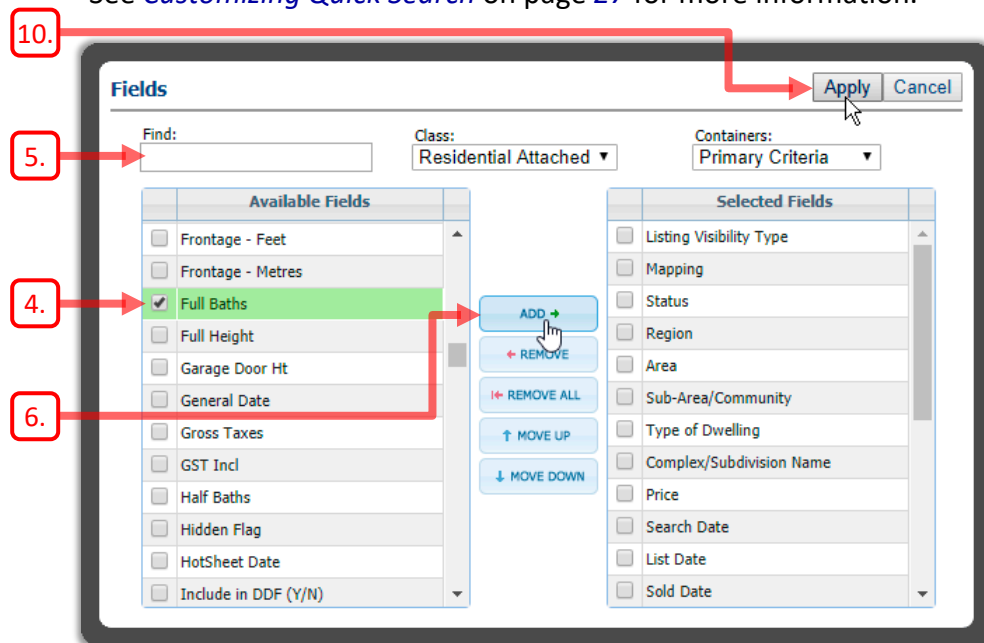 See Customizing Quick Search on page 27 for more information.
10.
Fields
Apply
Cancel
5.
Find:
Class:
Residential Attached
Containers:
Primary Criteria
Available Fields
Frontage - Feet
Frontage - Metres
4.
Full Baths
Full Height
Garage Door Ht
General Date
Gross Taxes
GST Incl
Half Baths
Hidden Flag
HotSheet Date
Include in DDF (Y/N)
6.
ADD
REMOVE
REMOVE ALL
MOVE UP
MOVE DOWN
Selected Fields
Listing Visibility Type
Mapping
Status
Region
Area
Sub-Area/Community
Type of Dwelling
Complex/Subdivision Name
Price
Search Date
List Date
Sold Date